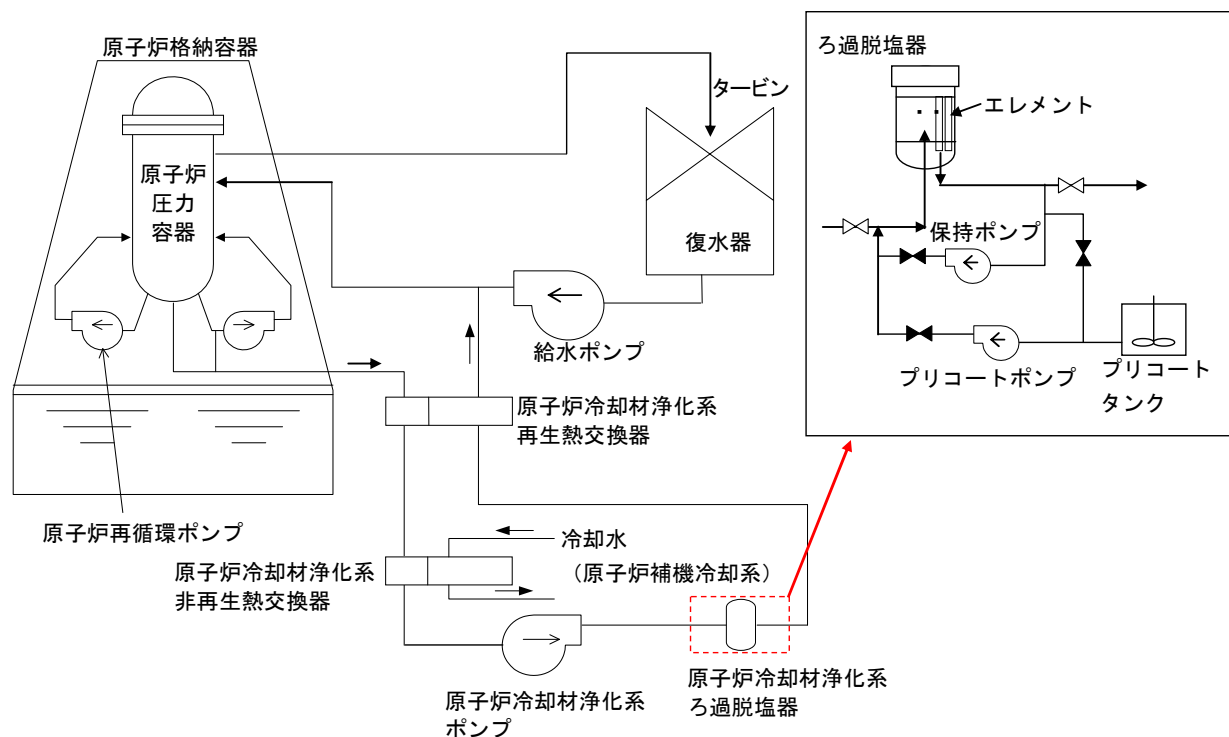 原子炉格納容器
原子炉
圧力
容器
タービン
復水器
給水ポンプ
原子炉再循環ポンプ
原子炉冷却材浄化系
再生熱交換器
冷却水
（原子炉補機冷却系）
原子炉冷却材浄化系
非再生熱交換器
原子炉冷却材浄化系
ポンプ
原子炉冷却材浄化系
ろ過脱塩器
ろ過脱塩器
エレメント
保持ポンプ
プリコートポンプ
プリコート
タンク